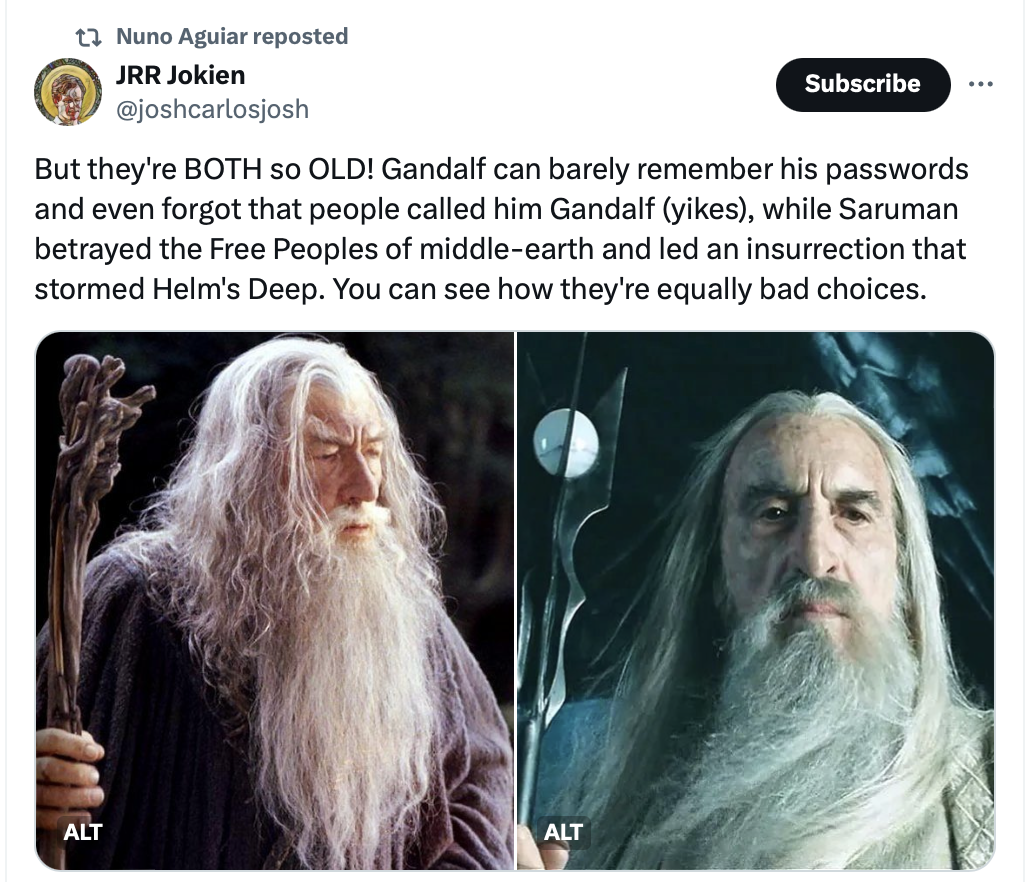 Nuno Aguiar reposted
JRR Jokien
@joshcarlosjosh
Subscribe
But they're BOTH so OLD! Gandalf can barely remember his passwords
and even forgot that people called him Gandalf (yikes), while Saruman
betrayed the Free Peoples of middle-earth and led an insurrection that
stormed Helm's Deep. You can see how they're equally bad choices.
ALT
ALT